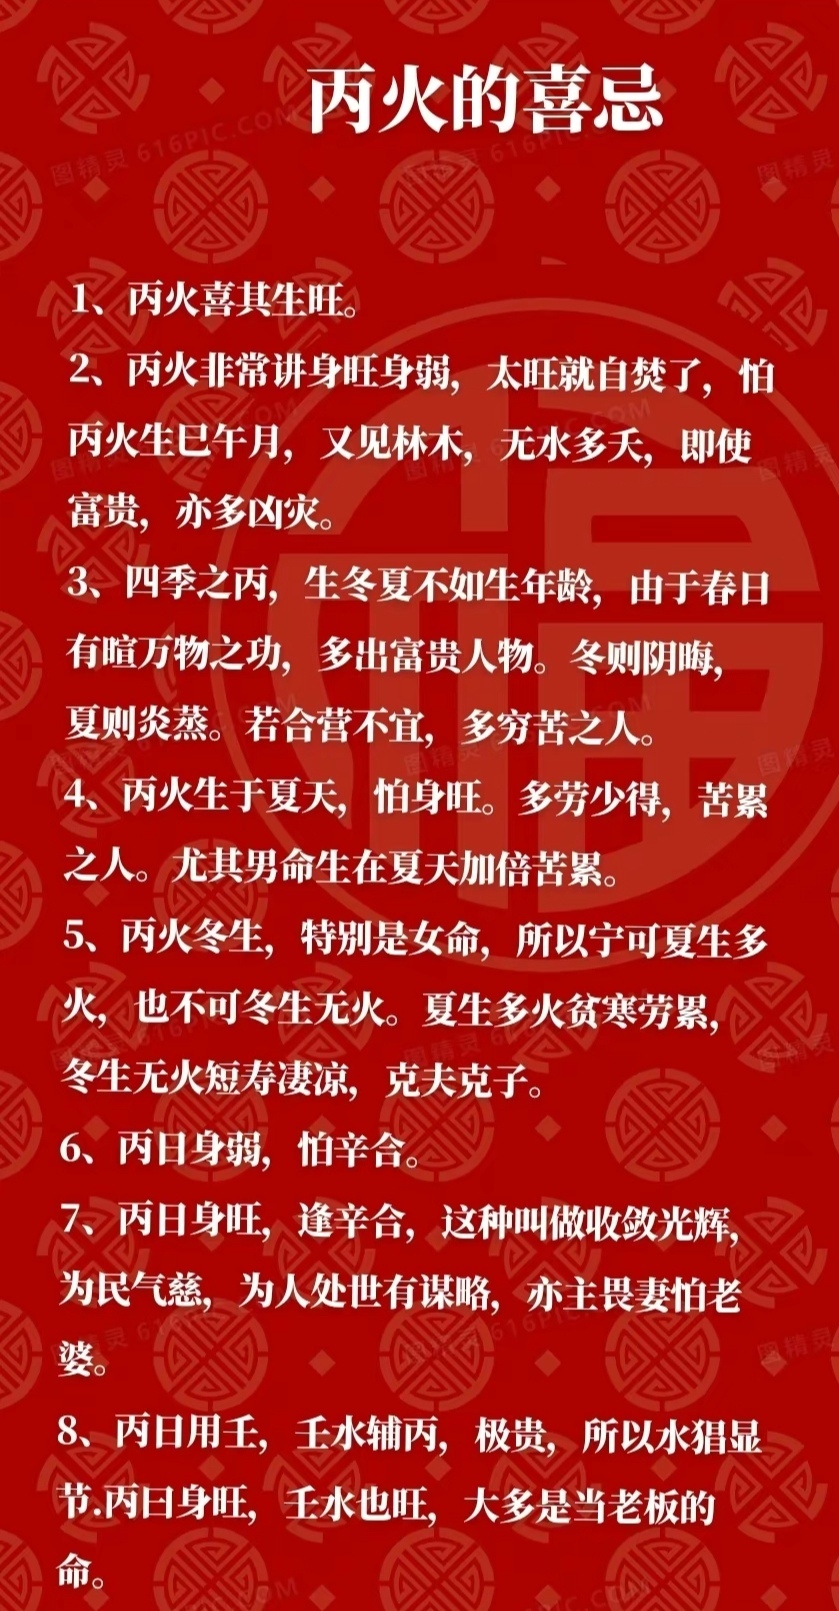 丙火的喜忌
1、丙火喜其生旺。
2、丙火非常讲身旺身弱，太旺就自焚了，怕
丙火生巳午月，又见林木，无水多夭，即使
富贵，亦多凶灾。
3、四季之丙，生冬夏不如生年龄，由于春日
有暄万物之功，多出富贵人物。冬则阴晦，
夏则炎蒸。若合营不宜，多穷苦之人。
4、丙火生于夏天，怕身旺。多劳少得，苦累
之人。尤其男命生在夏天加倍苦累。
5、丙火冬生，特别是女命，所以宁可夏生多
火，也不可冬生无火。夏生多火贫寒劳累，
冬生无火短寿凄凉，克夫克子。
6、丙日身弱，怕辛合。
7、丙日身旺，逢辛合，这种叫做收敛光辉，
为民气慈，为人处世有谋略，亦主畏妻怕老
婆。
8、丙日用壬，壬水辅丙，极贵，所以水猖显
节.丙曰身旺，壬水也旺，大多是当老板的
命。
图精灵 616PIC.COM